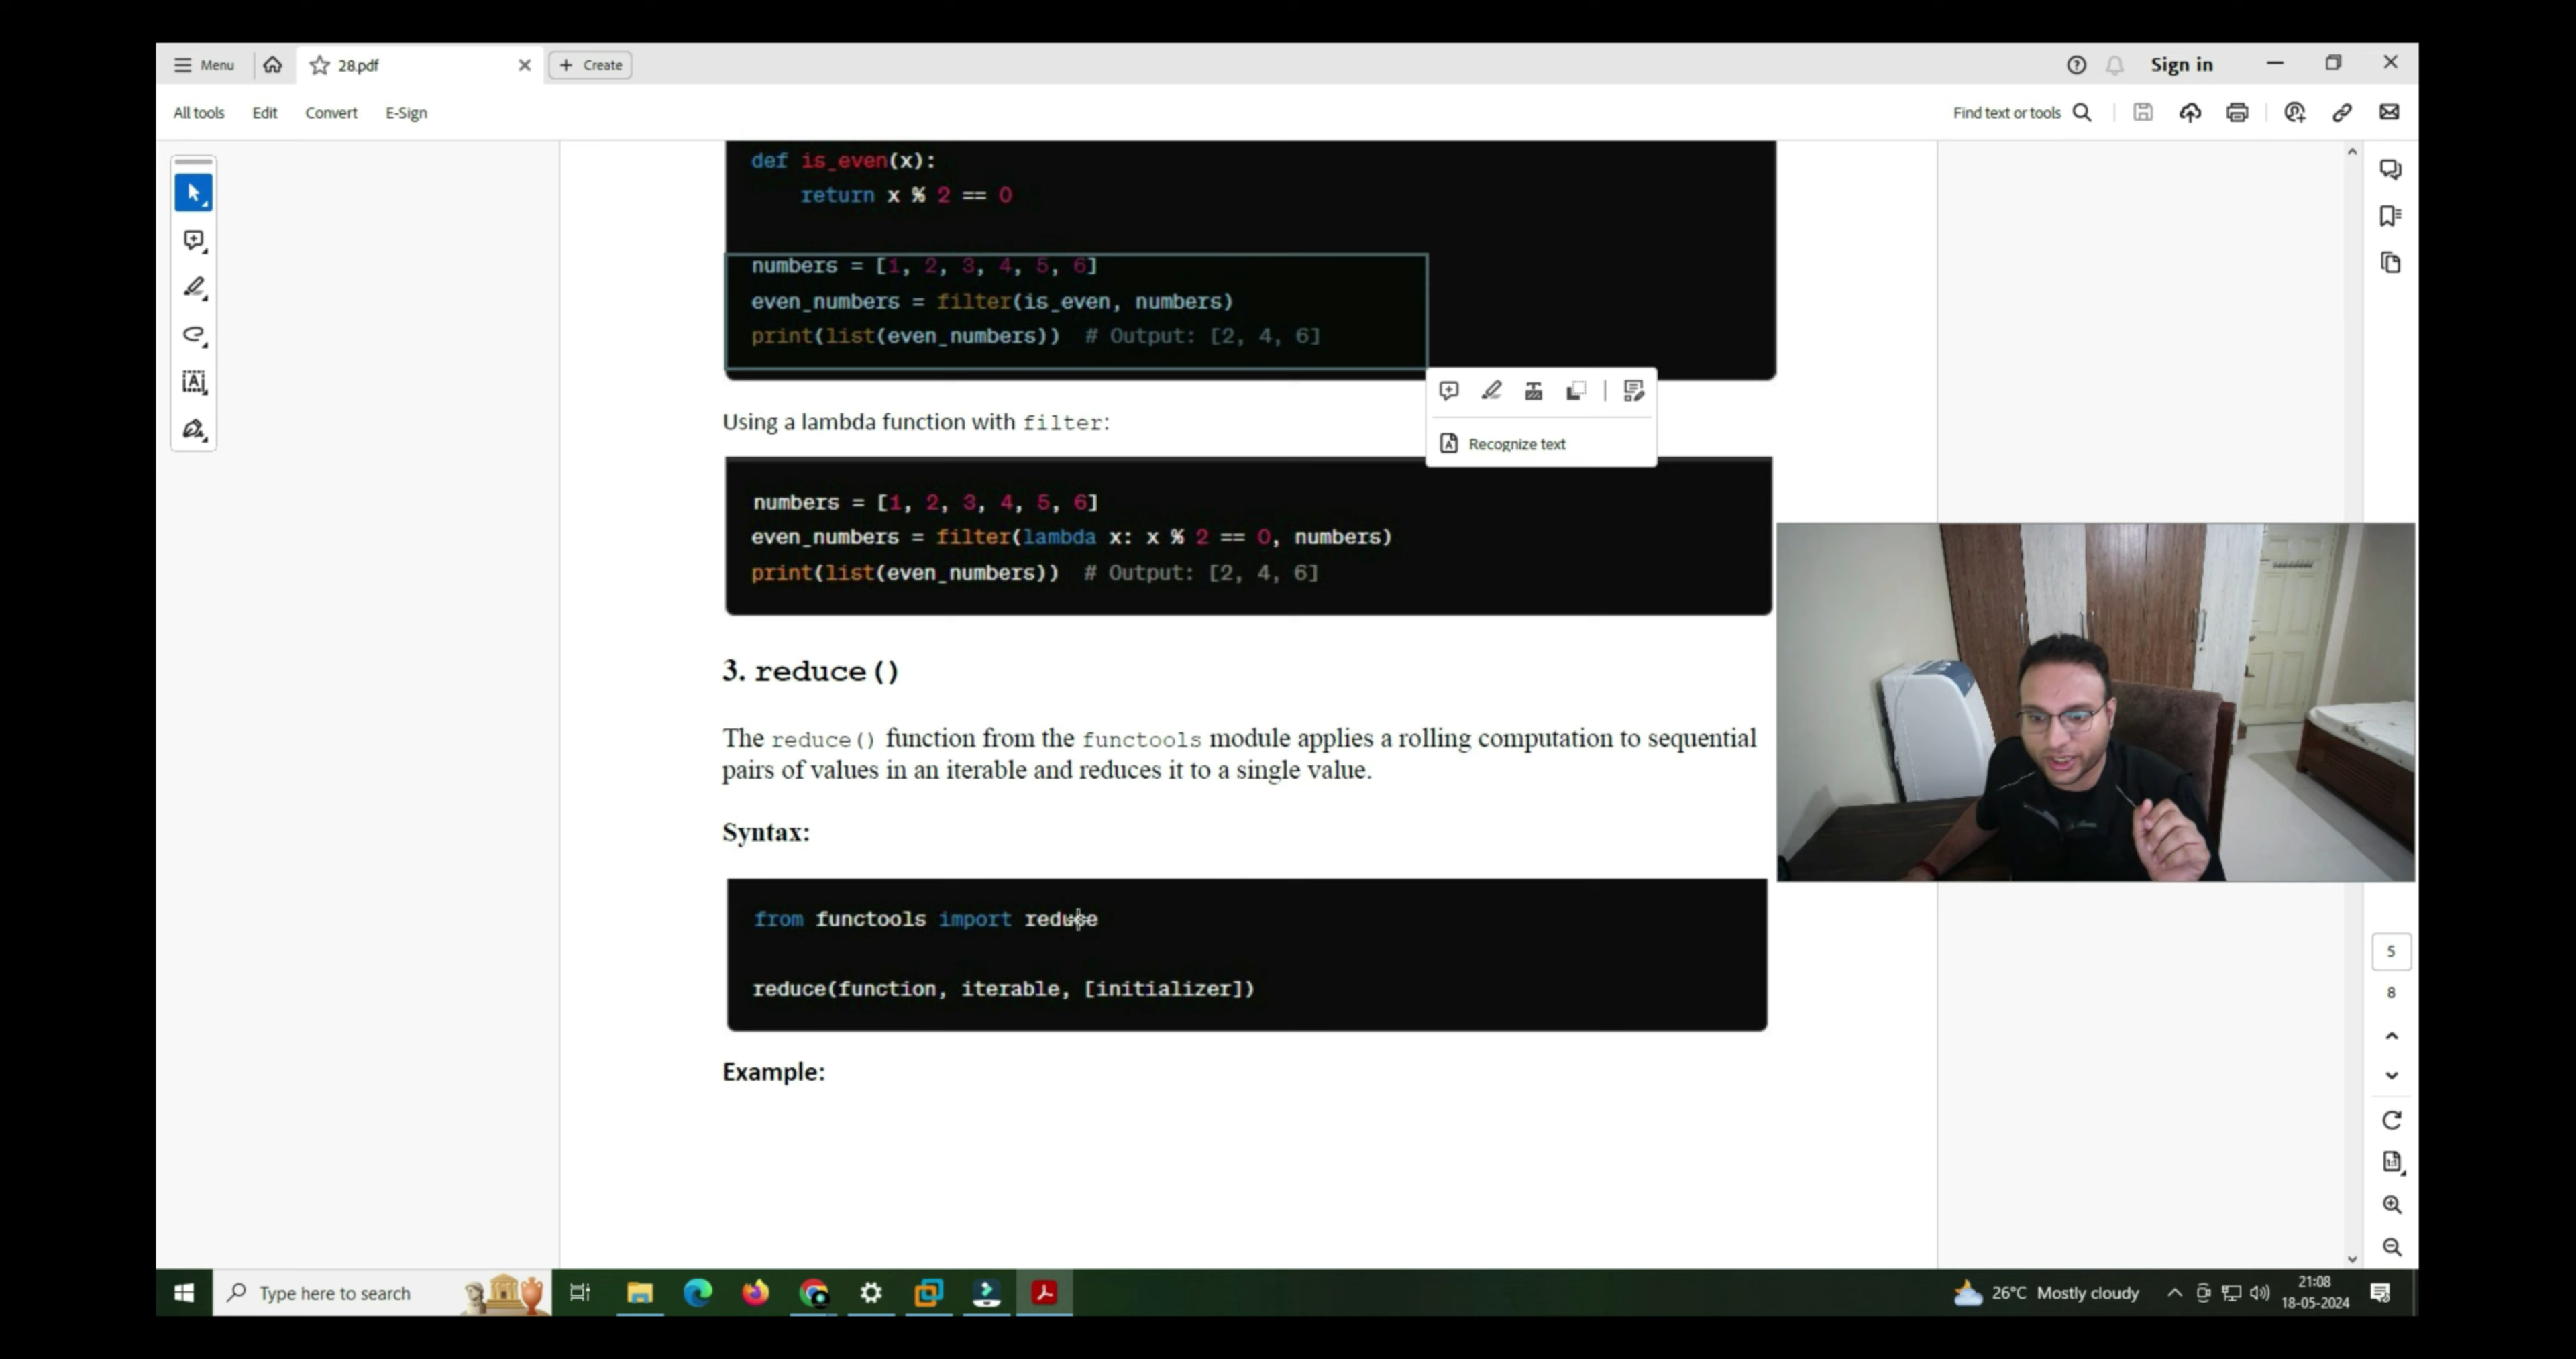 Menu
28.pdf
Create
Sign in
All tools
Edit
Convert
E-Sign
Find text or tools
def is_even(x):
return x % 2 == 0
numbers = [1, 2, 3, 4, 5, 6]
even_numbers = filter(is_even, numbers)
print(list(even_numbers)) # Output: [2, 4, 6]
Using a lambda function with filter:
Recognize text
numbers = [1, 2, 3, 4, 5, 6]
even_numbers = filter(lambda x: x % 2 == 0, numbers)
print(list(even_numbers)) # Output: [2, 4, 6]
3. reduce()
The reduce() function from the functools module applies a rolling computation to sequential
pairs of values in an iterable and reduces it to a single value.
Syntax:
from functools import reduce
reduce(function, iterable, [initializer])
Example:
5
8
Type here to search
26°C Mostly cloudy
21:08
18-05-2024